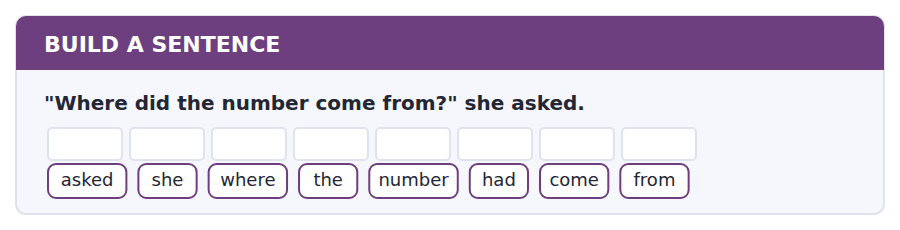 BUILD A SENTENCE
"Where did the number come from?" she asked.
asked she where the number had come from